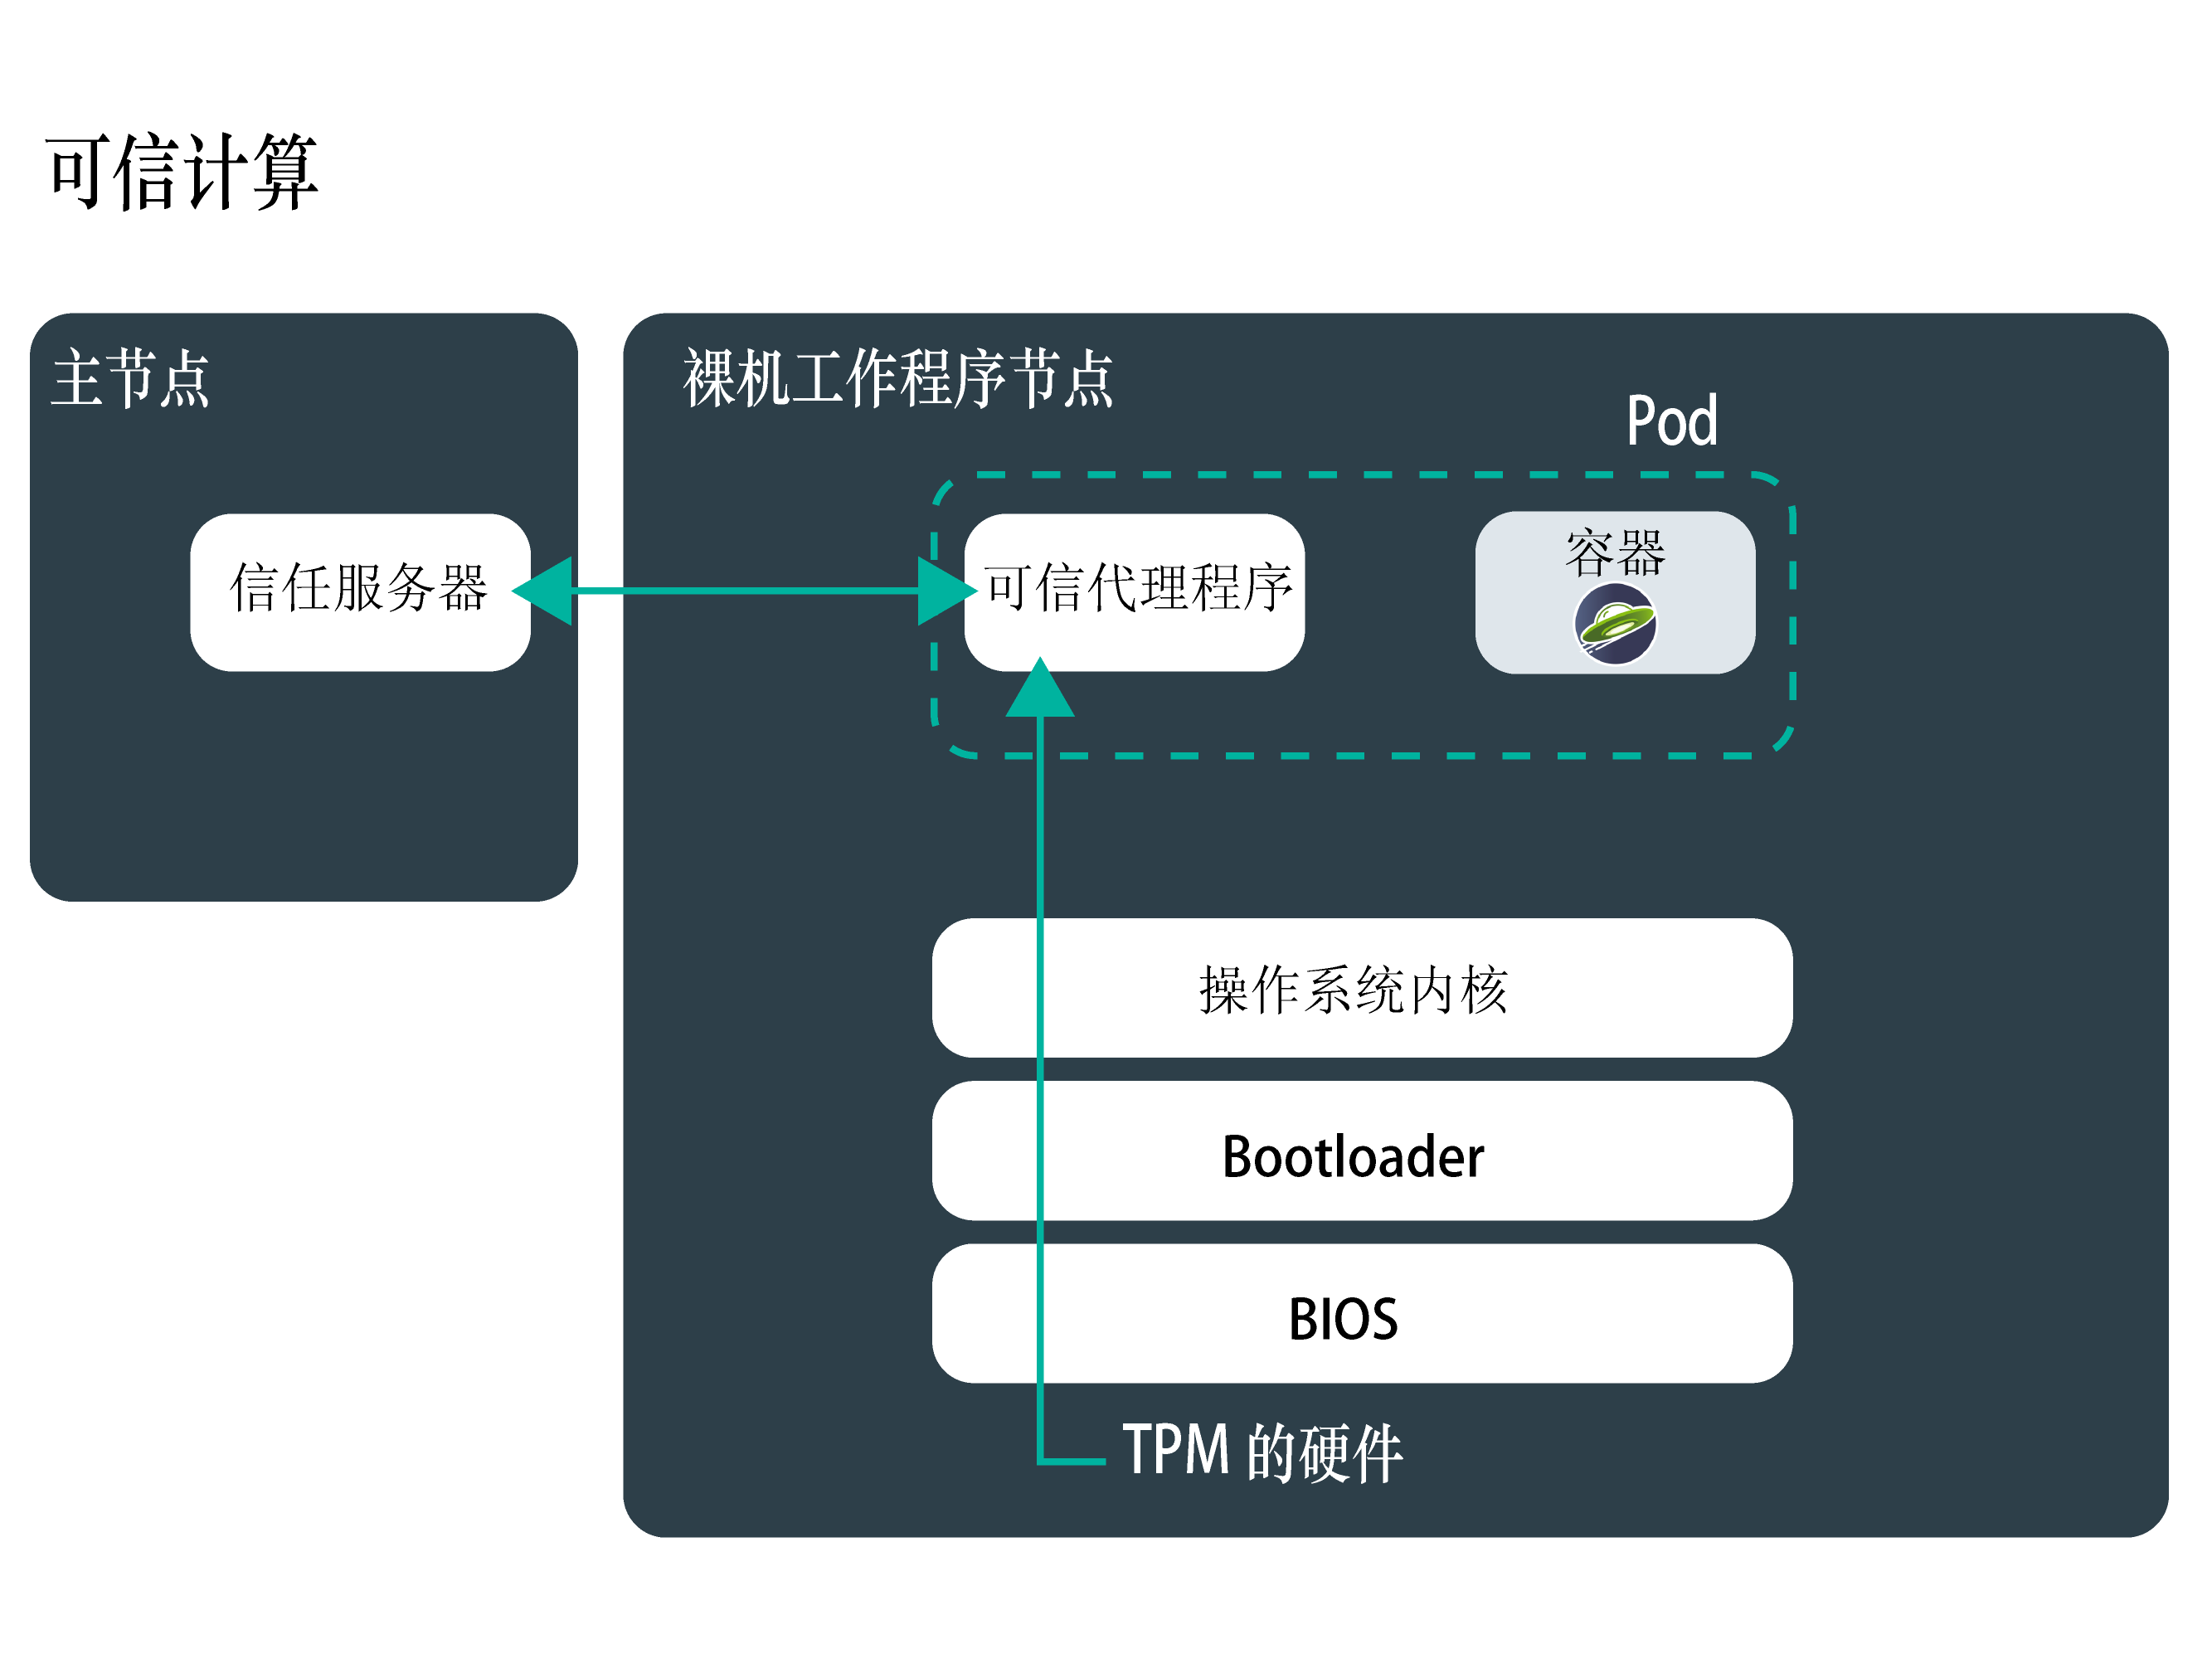 可信计算
主节点
信任服务器
裸机工作程序节点
Pod
可信代理程序
容器
操作系统内核
Bootloader
BIOS
TPM 的硬件